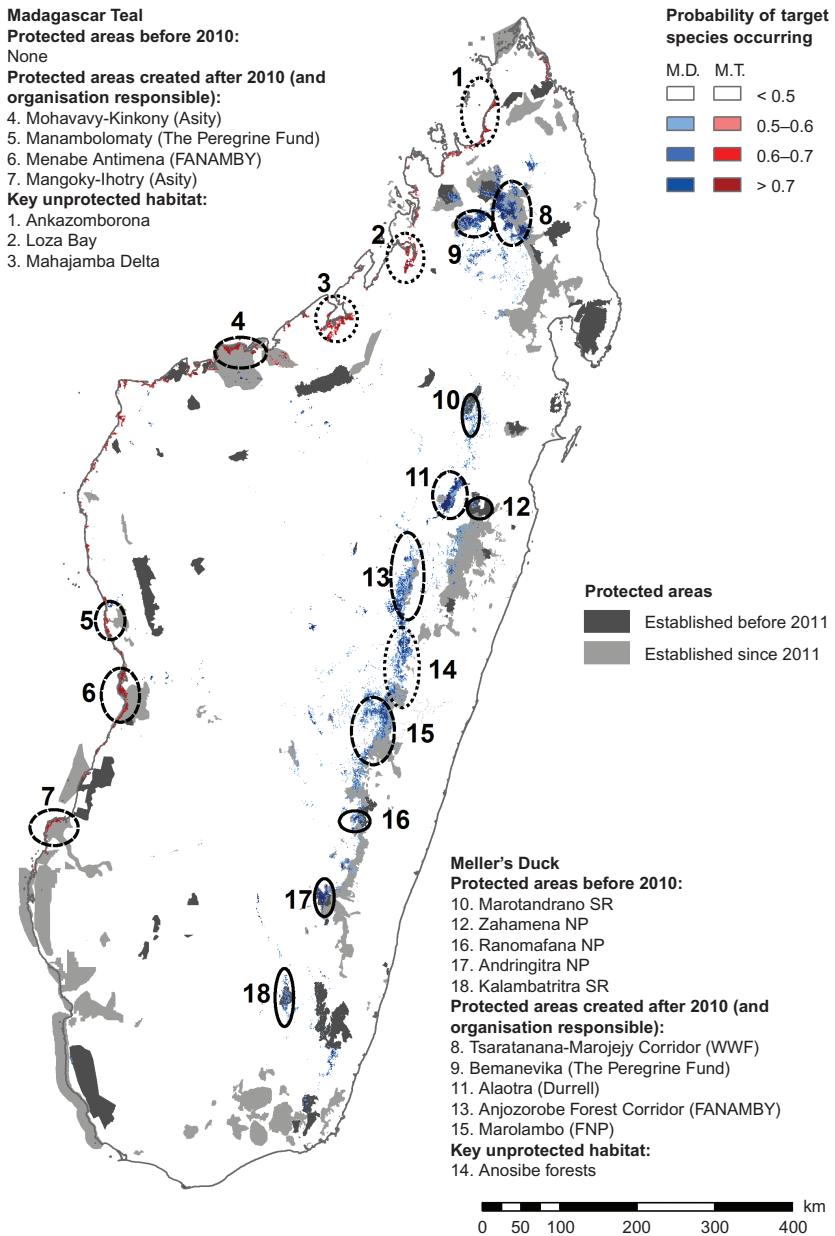 Madagascar Teal
Protected areas before 2010:
None
Protected areas created after 2010 (and
organisation responsible):
4. Mohavavy-Kinkony (Asity)
5. Manambolomaty (The Peregrine Fund)
6. Menabe Antimena (FANAMBY)
7. Mangoky-Ihotry (Asity)
Key unprotected habitat:
1. Ankazomborona
2. Loza Bay
3. Mahajamba Delta
Probability of target
species occurring
M.D. M.T.
< 0.5
0.5–0.6
0.6–0.7
> 0.7
1
2
3
4
5
6
7
8
9
10
11
12
13
14
15
16
17
18
Protected areas
Established before 2011
Established since 2011
Meller's Duck
Protected areas before 2010:
10. Marotandrano SR
12. Zahamena NP
16. Ranomafana NP
17. Andringitra NP
18. Kalambatritra SR
Protected areas created after 2010 (and
organisation responsible):
8. Tsaratanana-Marojejy Corridor (WWF)
9. Bemanevika (The Peregrine Fund)
11. Alaotra (Durrell)
13. Anjozorobe Forest Corridor (FANAMBY)
15. Marolambo (FNP)
Key unprotected habitat:
14. Anosibe forests
km
0 50 100 200 300 400